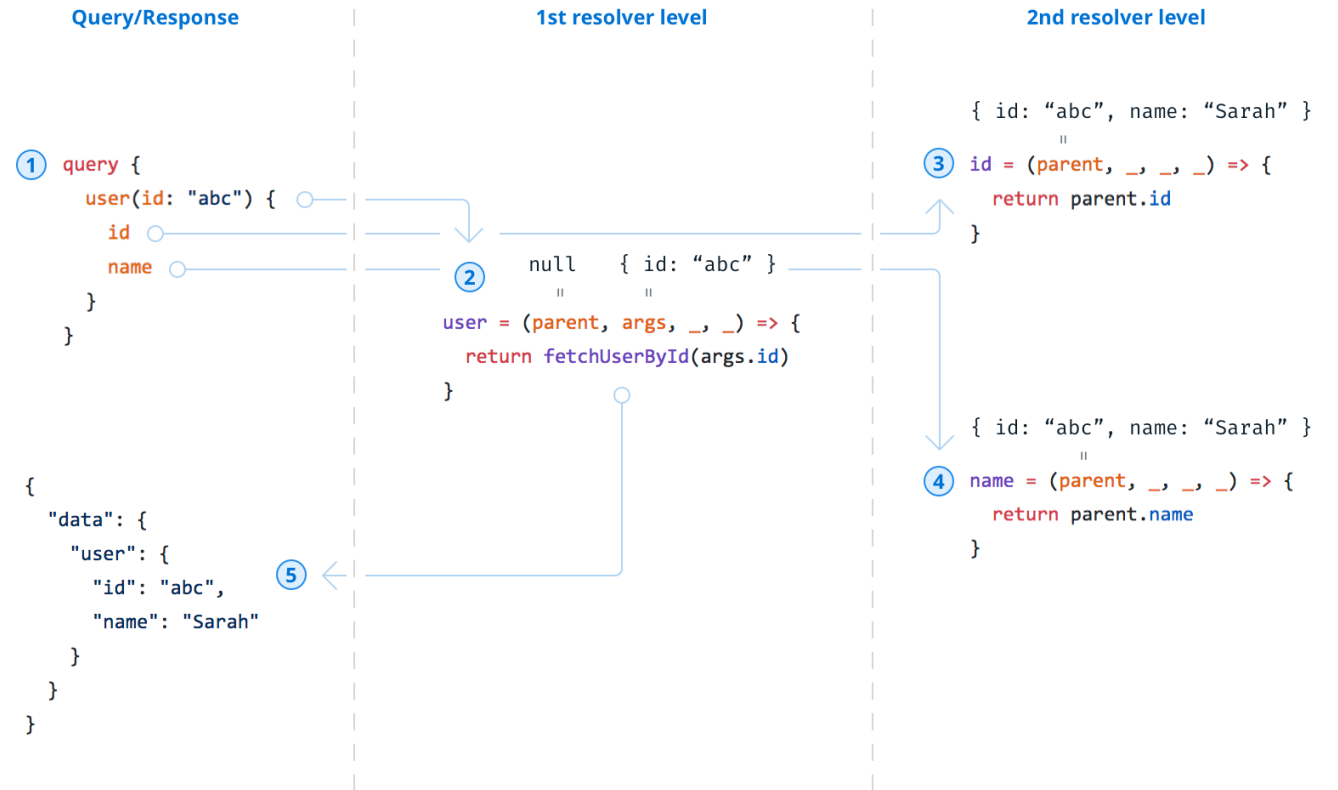 Query/Response
1st resolver level
2nd resolver level
1
query {
user(id: "abc") {
id
name
}
}
2
null { id: “abc” }
=
=
user = (parent, args, _, _) => {
return fetchUserById(args.id)
}
{ id: “abc”, name: “Sarah” }
=
3
id = (parent, _, _, _) => {
return parent.id
}
{ id: “abc”, name: “Sarah” }
=
4
name = (parent, _, _, _) => {
return parent.name
}
5
{
"data": {
"user": {
"id": "abc",
"name": "Sarah"
}
}
}